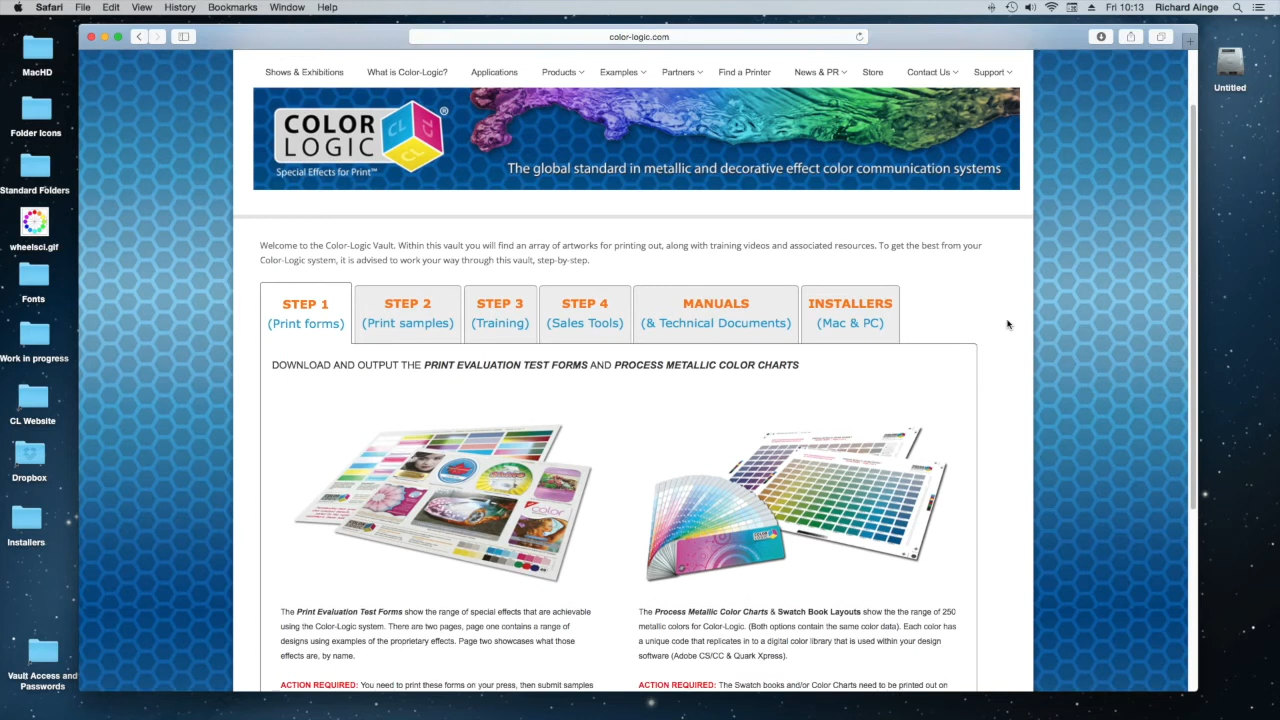 Safari File Edit View History Bookmarks Window Help Fri 10:13 Richard Ainge
color-logic.com
MacHD
Folder Icons
Standard Folders
wheelsci.gif
Fonts
Work in progress
CL Website
Dropbox
Installers
Vault Access and
Passwords
Untitled
Shows & Exhibitions What is Color-Logic? Applications Products Examples Partners Find a Printer News & PR Store Contact Us Support
COLOR
LOGIC
CL
CL
CL
®
Special Effects for Print™
The global standard in metallic and decorative effect color communication systems
Welcome to the Color-Logic Vault. Within this vault you will find an array of artworks for printing out, along with training videos and associated resources. To get the best from your
Color-Logic system, it is advised to work your way through this vault, step-by-step.
STEP 1 STEP 2 STEP 3 STEP 4 MANUALS INSTALLERS
(Print forms) (Print samples) (Training) (Sales Tools) (& Technical Documents) (Mac & PC)
DOWNLOAD AND OUTPUT THE PRINT EVALUATION TEST FORMS AND PROCESS METALLIC COLOR CHARTS
color
The Print Evaluation Test Forms show the range of special effects that are achievable
using the Color-Logic system. There are two pages, page one contains a range of
designs using examples of the proprietary effects. Page two showcases what those
effects are, by name.
ACTION REQUIRED: You need to print these forms on your press, then submit samples
The Process Metallic Color Charts & Swatch Book Layouts show the the range of 250
metallic colors for Color-Logic. (Both options contain the same color data). Each color has
a unique code that replicates in to a digital color library that is used within your design
software (Adobe CS/CC & Quark Xpress).
ACTION REQUIRED: The Swatch books and/or Color Charts need to be printed out on